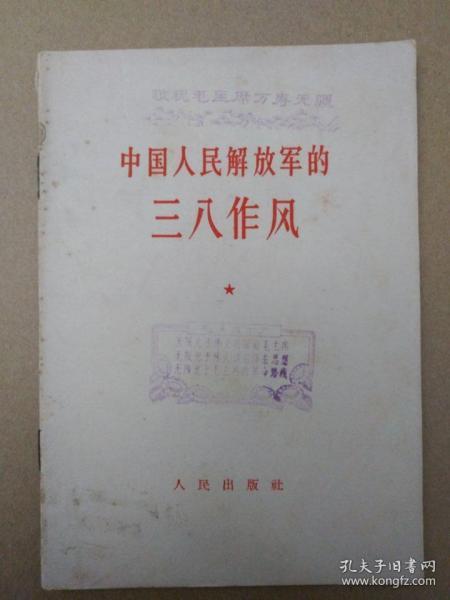 敬祝毛主席万寿无疆
中国人民解放军的
三八作风
人民出版社
孔夫子旧书网
www.kongfz.com